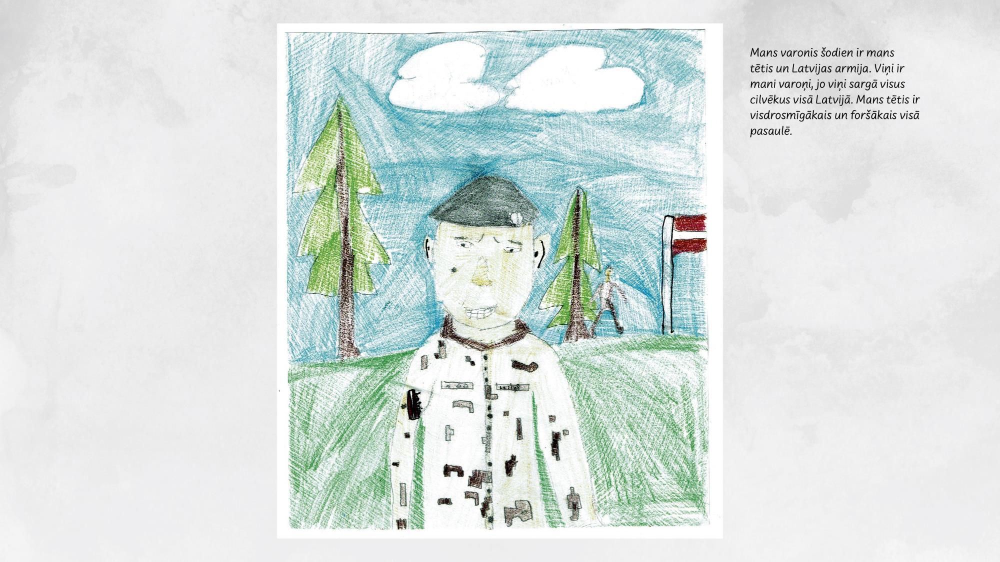 Mans varonis šodien ir mans
tētis un Latvijas armija. Viņi ir
mani varoņi, jo viņi sargā visus
cilvēkus visā Latvijā. Mans tētis ir
visdrosmīgākais un foršākais visā
pasaulē.